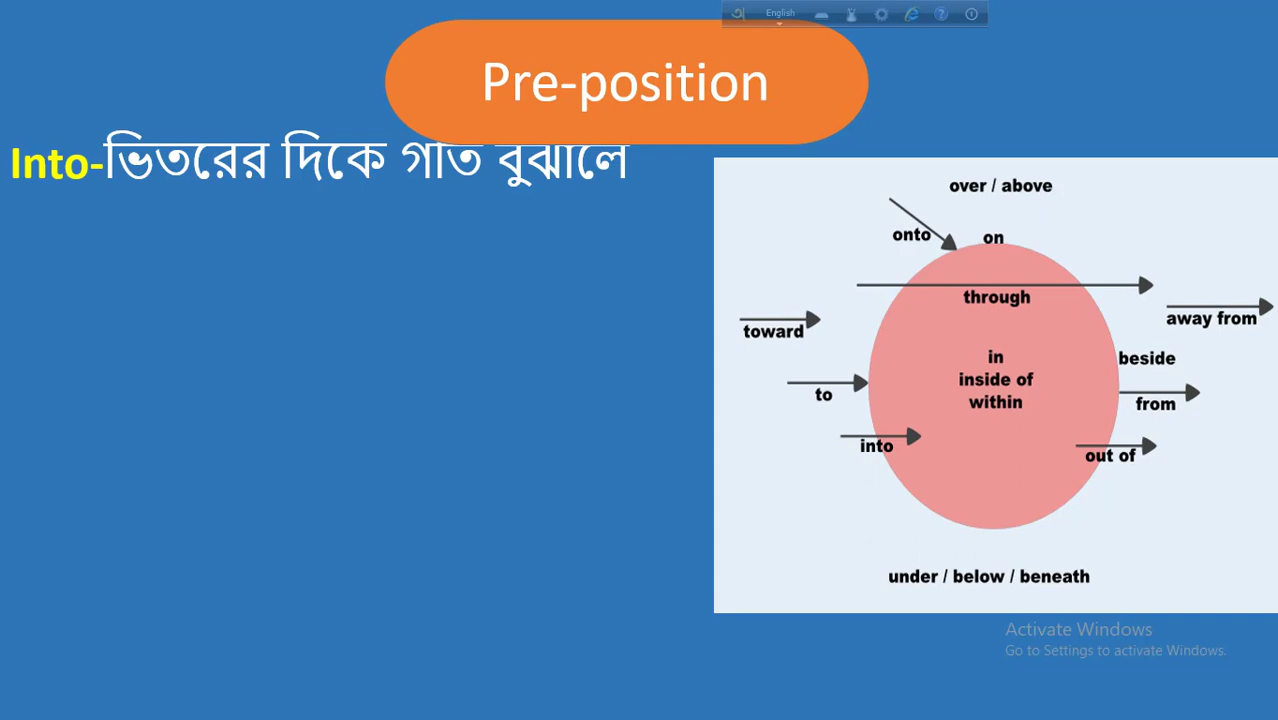 English
Pre-position
Into-ভিতরের দিকে গতি বুঝালে
over / above
onto
on
through
toward
away from
in
beside
inside of
to
within
from
into
out of
under / below / beneath
Activate Windows
Go to Settings to activate Windows.